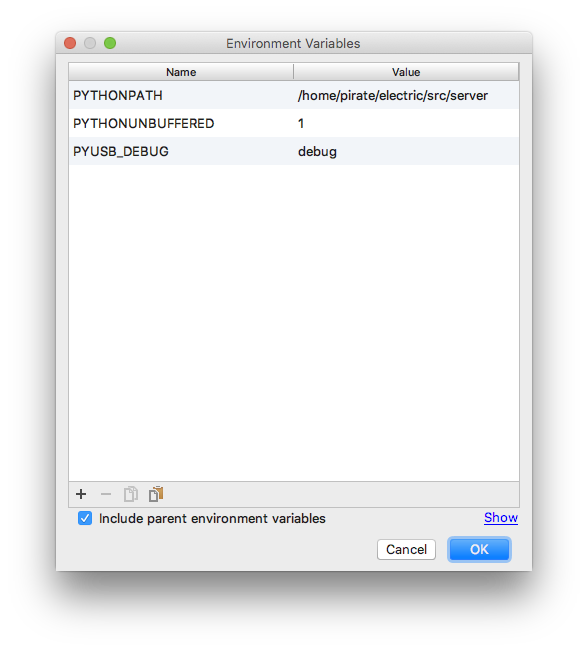 Environment Variables
Name Value
PYTHONPATH /home/pirate/electric/src/server
PYTHONUNBUFFERED 1
PYUSB_DEBUG debug
Include parent environment variables Show
Cancel OK